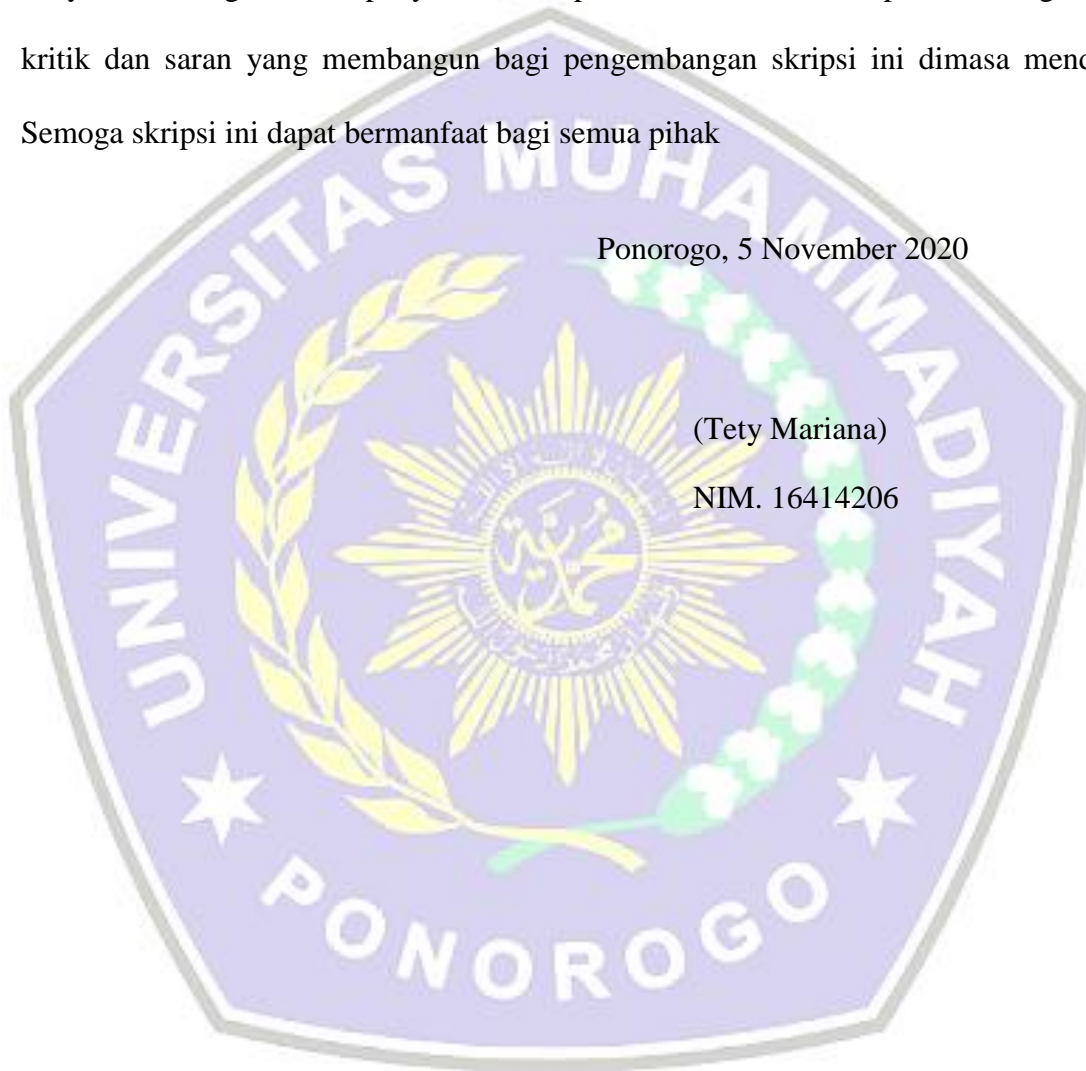 kritik dan saran yang membangun bagi pengembangan skripsi ini dimasa
Semoga skripsi ini dapat bermanfaat bagi semua pihak
Ponorogo, 5 November 2020
(Tety Mariana)
NIM. 16414206
UNIVERSITAS MUHAMMADIYAH
PONOROGO